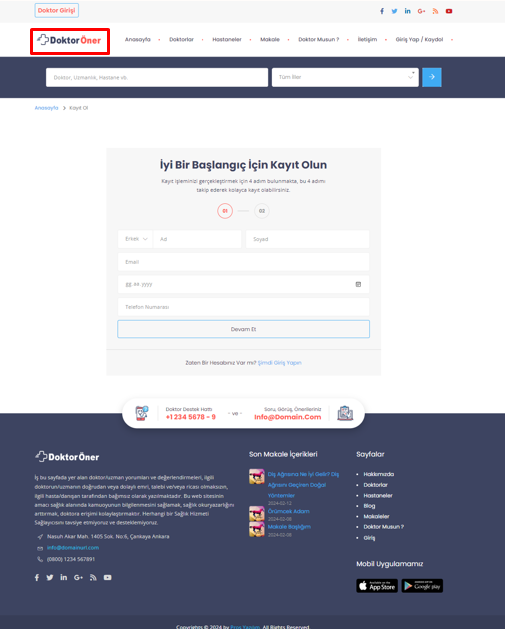 Doktor Girişi
DoktorÖner
Anasayfa
Doktorlar
Hastaneler
Makale
Doktor Musun ?
İletişim
Giriş Yap / Kaydol
Doktor, Uzmanlık, Hastane vb.
Tüm İller
Anasayfa > Kayıt Ol
İyi Bir Başlangıç İçin Kayıt Olun
Kayıt işleminizi gerçekleştirmek için 4 adım bulunmakta, bu 4 adımı
takip ederek kolayca kayıt olabilirsiniz.
01
02
Erkek
Ad
Soyad
Email
gg.aa.yyyy
Telefon Numarası
Devam Et
Zaten Bir Hesabınız Var mı? Şimdi Giriş Yapın
Doktor Destek Hattı
+1 234 5678 - 9
- ve -
Soru, Görüş, Önerileriniz
Info@Domain.Com
DoktorÖner
İş bu sayfada yer alan doktor/uzman yorumları ve değerlendirmeleri, ilgili
doktorun/uzmanın doğrudan veya dolaylı emri, talebi ve/veya ricası olmaksızın,
ilgili hasta/danışan tarafından bağımsız olarak yazılmaktadır. Bu web sitesinin
amacı sağlık alanında kamuoyunun bilgilenmesini sağlamak, sağlık okuryazarlığını
arttırmak, doktora erişimi kolaylaştırmaktır. Herhangi bir Sağlık Hizmeti
Sağlayıcısını tavsiye etmiyoruz ve desteklemiyoruz.
Nasuh Akar Mah. 1405 Sok. No:6, Çankaya Ankara
info@domainurl.com
(0800) 1234 567891
Son Makale İçerikleri
Diş Ağrısına Ne İyi Gelir? Diş
Ağrısını Geçiren Doğal
Yöntemler
2024-02-12
Örümcek Adam
2024-02-08
Makale Başlığım
2024-02-08
Sayfalar
Hakkımızda
Doktorlar
Hastaneler
Blog
Makaleler
Doktor Musun ?
Giriş
Mobil Uygulamamız
Available on the
App Store
Google play
Copyrights © 2024 by Pros Yazılım. All Rights Reserved.